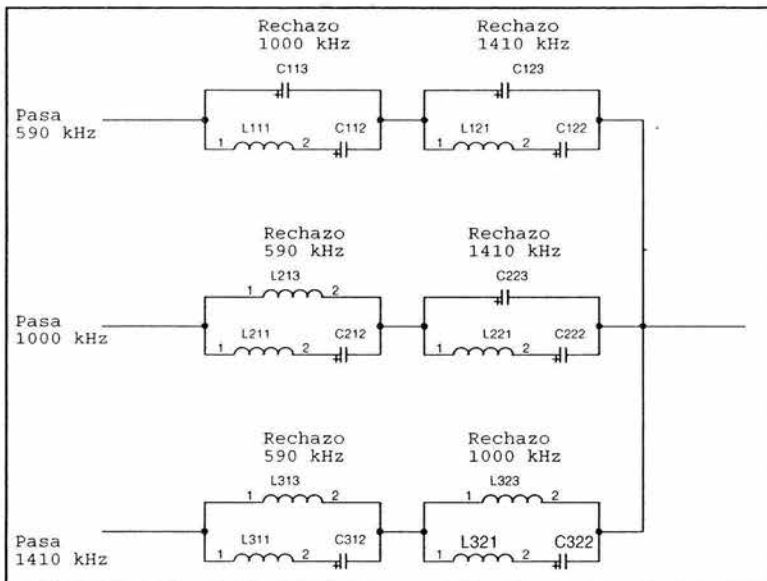 Rechazo
1000 kHz
Rechazo
1410 kHz
C113
C123
Pasa
590 kHz
L111
C112
L121
C122
1
2
1
2
Rechazo
590 kHz
Rechazo
1410 kHz
L213
C223
1
2
Pasa
1000 kHz
L211
C212
L221
C222
1
2
1
2
Rechazo
590 kHz
Rechazo
1000 kHz
L313
L323
1
2
1
2
Pasa
1410 kHz
L311
C312
L321
C322
1
2
1
2